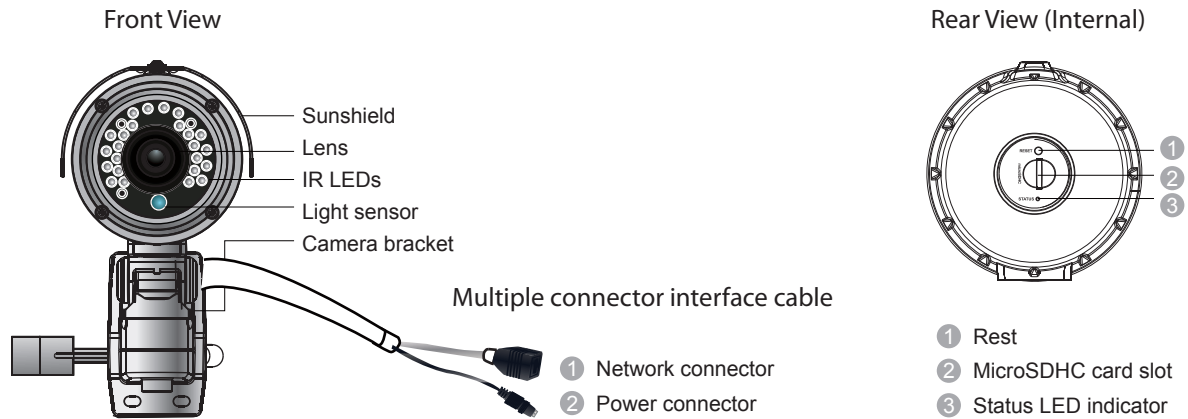 Front View
Sunshield
Lens
IR LEDs
Light sensor
Camera bracket
Multiple connector interface cable
1 Network connector
2 Power connector
Rear View (Internal)
RESET
STATUS
1
2
3
1 Rest
2 MicroSDHC card slot
3 Status LED indicator